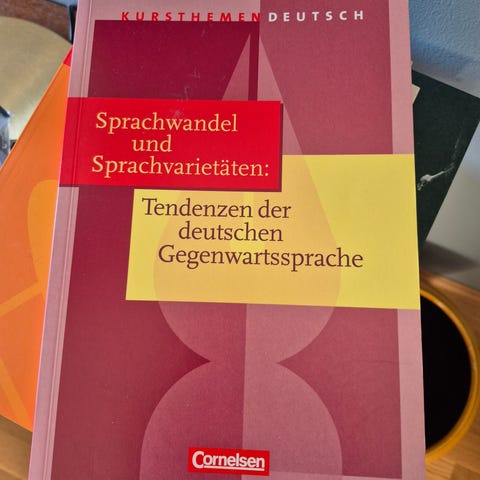 KURSTHEMEN DEUTSCH
Sprachwandel
und
Sprachvarietäten:
Tendenzen der
deutschen
Gegenwartssprache
Cornelsen